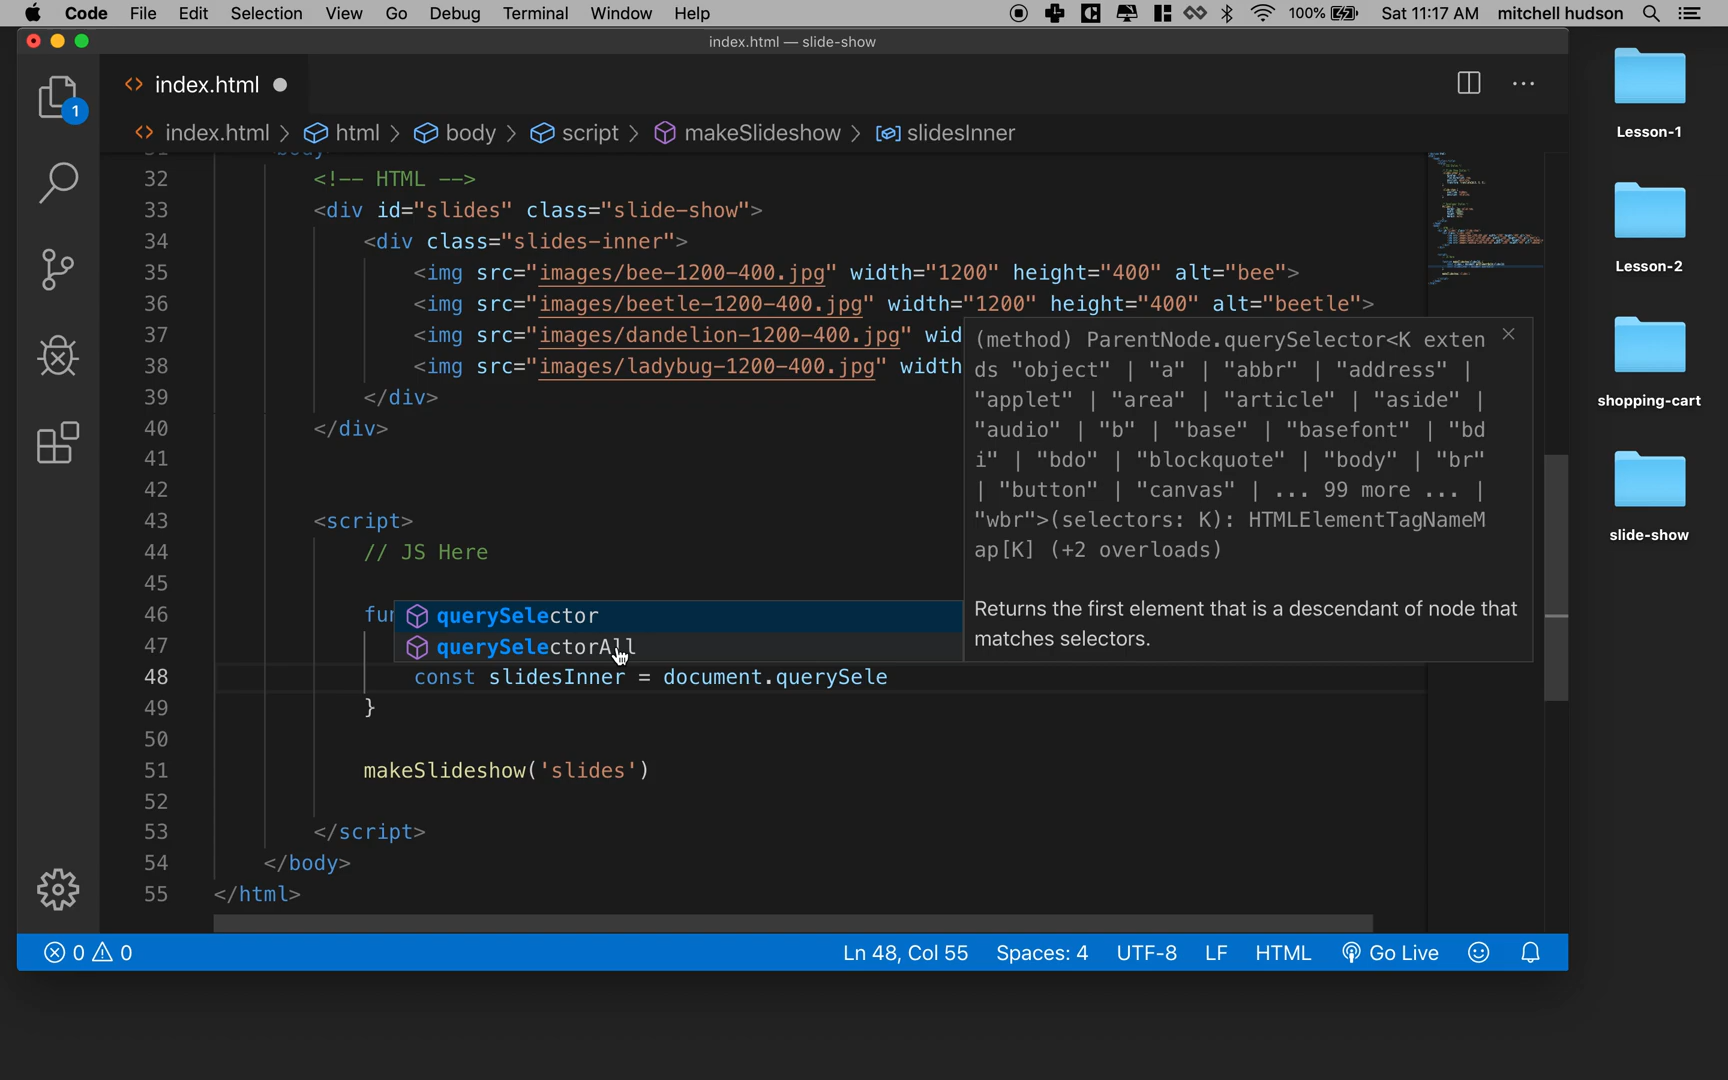 Code File Edit Selection View Go Debug Terminal Window Help 100% Sat 11:17 AM mitchell hudson
index.html — slide-show
<> index.html
1
<> index.html > html > body > script > makeSlideshow > slidesInner
32 <!-- HTML -->
33 <div id="slides" class="slide-show">
34 <div class="slides-inner">
35 <img src="images/bee-1200-400.jpg" width="1200" height="400" alt="bee">
36 <img src="images/beetle-1200-400.jpg" width="1200" height="400" alt="beetle">
37 <img src="images/dandelion-1200-400.jpg" wid
38 <img src="images/ladybug-1200-400.jpg" width
39 </div>
40 </div>
41
42
43 <script>
44 // JS Here
45
46 fun
47
querySelector
querySelectorAll
48 const slidesInner = document.querySele
49 }
50
51 makeSlideshow('slides')
52
53 </script>
54 </body>
55 </html>
(method) ParentNode.querySelector<K exten
ds "object" | "a" | "abbr" | "address" |
"applet" | "area" | "article" | "aside" |
"audio" | "b" | "base" | "basefont" | "bd
i" | "bdo" | "blockquote" | "body" | "br"
| "button" | "canvas" | ... 99 more ... |
"wbr">(selectors: K): HTMLElementTagNameM
ap[K] (+2 overloads)
Returns the first element that is a descendant of node that
matches selectors.
0 0 Ln 48, Col 55 Spaces: 4 UTF-8 LF HTML Go Live
Lesson-1
Lesson-2
shopping-cart
slide-show